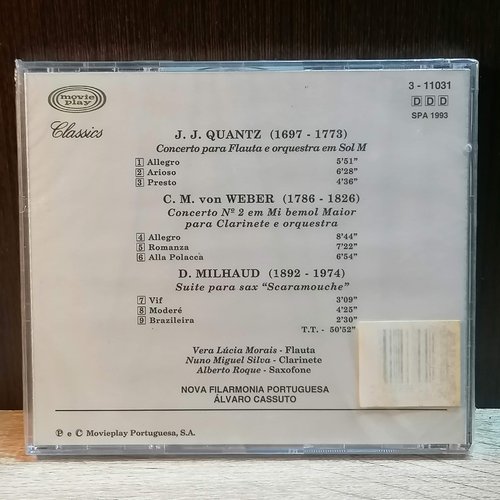 movie
play
Classics
3 - 11031
D D D
SPA 1993
J. J. QUANTZ (1697 - 1773)
Concerto para Flauta e orquestra em Sol M
1 Allegro 5'51"
2 Arioso 6'28"
3 Presto 4'36"
C. M. von WEBER (1786 - 1826)
Concerto Nº 2 em Mi bemol Maior
para Clarinete e orquestra
4 Allegro 8'44"
5 Romanza 7'22"
6 Alla Polacca 6'54"
D. MILHAUD (1892 - 1974)
Suite para sax "Scaramouche"
7 Vif 3'09"
8 Moderé 4'25"
9 Brazileira 2'30"
T.T. - 50'52"
Vera Lúcia Morais - Flauta
Nuno Miguel Silva - Clarinete
Alberto Roque - Saxofone
NOVA FILARMONIA PORTUGUESA
ÁLVARO CASSUTO
℗ e © Movieplay Portuguesa, S.A.